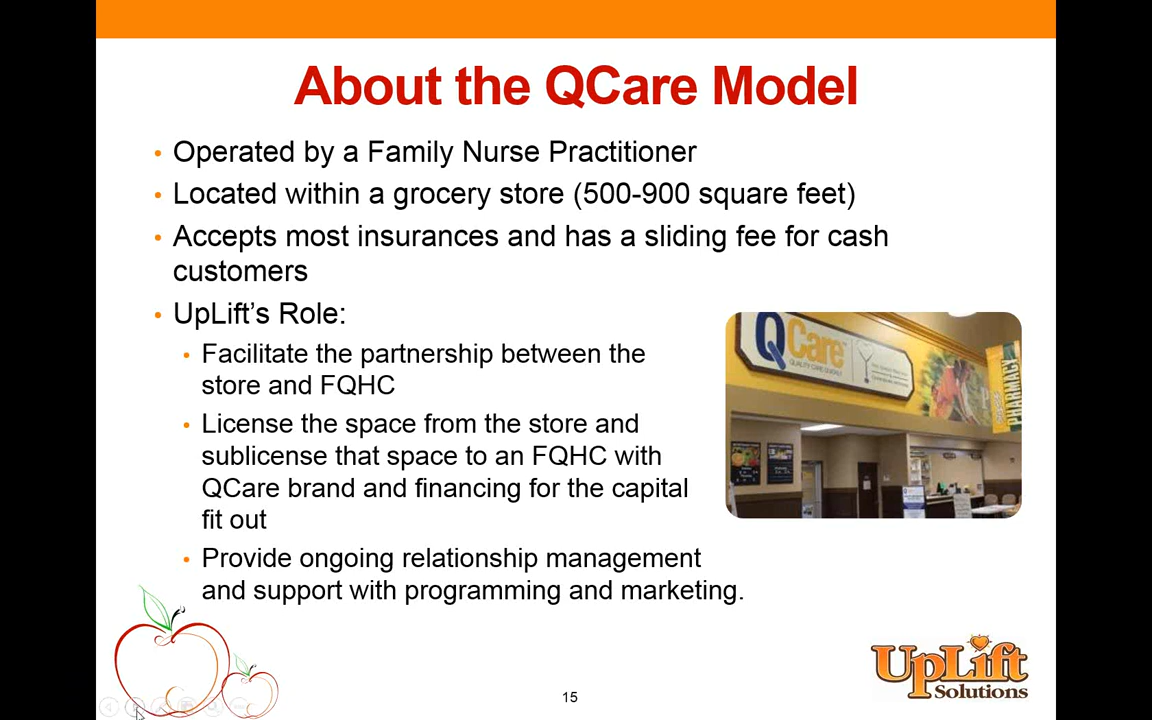 About the QCare Model
• Operated by a Family Nurse Practitioner
• Located within a grocery store (500-900 square feet)
• Accepts most insurances and has a sliding fee for cash
customers
• UpLift’s Role:
• Facilitate the partnership between the
store and FQHC
• License the space from the store and
sublicense that space to an FQHC with
QCare brand and financing for the capital
fit out
• Provide ongoing relationship management
and support with programming and marketing.
QCare
QUALITY CARE QUICKLY
PHARMACY
UpLift
Solutions
15